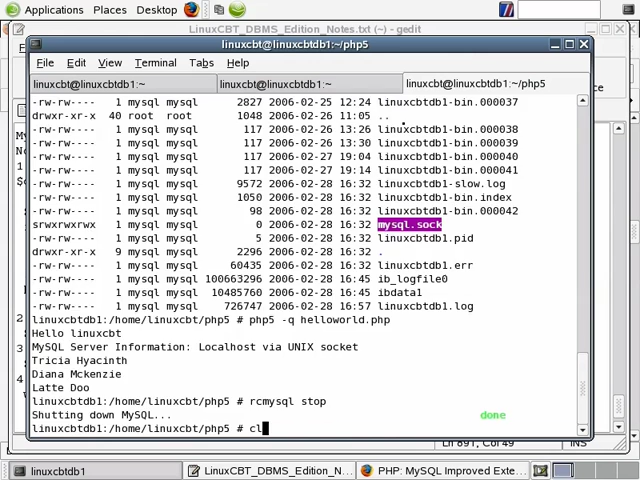 Applications Places Desktop
LinuxCBT_DBMS_Edition_Notes.txt (~) - gedit
linuxcbt@linuxcbtdb1:~/php5
File Edit View Terminal Tabs Help
linuxcbt@linuxcbtdb1:~ linuxcbt@linuxcbtdb1:~ linuxcbt@linuxcbtdb1:~/php5
-rw-rw---- 1 mysql mysql 2827 2006-02-25 12:24 linuxcbtdb1-bin.000037
drwxr-xr-x 40 root root 1048 2006-02-26 11:05 ..
-rw-rw---- 1 mysql mysql 117 2006-02-26 13:26 linuxcbtdb1-bin.000038
-rw-rw---- 1 mysql mysql 117 2006-02-26 13:30 linuxcbtdb1-bin.000039
-rw-rw---- 1 mysql mysql 117 2006-02-27 19:04 linuxcbtdb1-bin.000040
-rw-rw---- 1 mysql mysql 117 2006-02-27 19:14 linuxcbtdb1-bin.000041
-rw-rw---- 1 mysql mysql 9572 2006-02-28 16:32 linuxcbtdb1-slow.log
-rw-rw---- 1 mysql mysql 1050 2006-02-28 16:32 linuxcbtdb1-bin.index
-rw-rw---- 1 mysql mysql 98 2006-02-28 16:32 linuxcbtdb1-bin.000042
srwxrwxrwx 1 mysql mysql 0 2006-02-28 16:32 mysql.sock
-rw-rw---- 1 mysql mysql 5 2006-02-28 16:32 linuxcbtdb1.pid
drwxr-xr-x 9 mysql mysql 2296 2006-02-28 16:32 .
-rw-rw---- 1 mysql mysql 60435 2006-02-28 16:32 linuxcbtdb1.err
-rw-rw---- 1 mysql mysql 100663296 2006-02-28 16:45 ib_logfile0
-rw-rw---- 1 mysql mysql 10485760 2006-02-28 16:45 ibdata1
-rw-rw---- 1 mysql mysql 726747 2006-02-28 16:57 linuxcbtdb1.log
linuxcbtdb1:/home/linuxcbt/php5 # php5 -q helloworld.php
Hello linuxcbt
MySQL Server Information: Localhost via UNIX socket
Tricia Hyacinth
Diana Mckenzie
Latte Doo
linuxcbtdb1:/home/linuxcbt/php5 # rcmysql stop
Shutting down MySQL... done
linuxcbtdb1:/home/linuxcbt/php5 # cl
Ln 891, Col 49 INS
linuxcbtdb1 LinuxCBT_DBMS_Edition_N... PHP: MySQL Improved Exte...